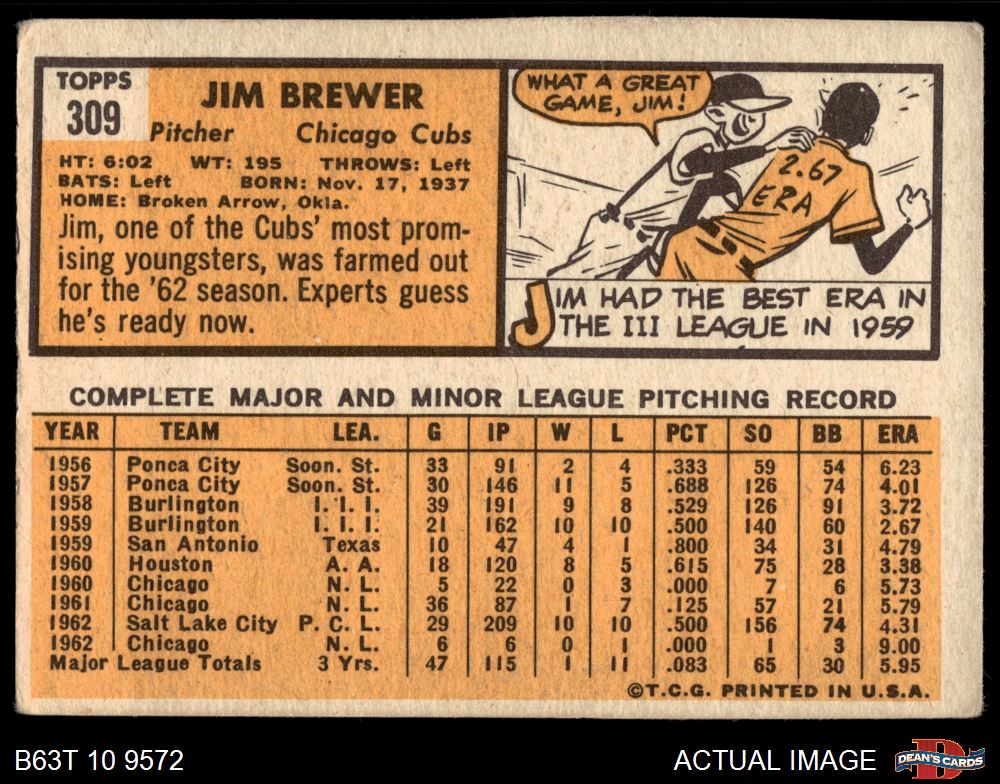 TOPPS
309
JIM BREWER
Pitcher Chicago Cubs
HT: 6:02 WT: 195 THROWS: Left
BATS: Left BORN: Nov. 17, 1937
HOME: Broken Arrow, Okla.
Jim, one of the Cubs' most prom-
ising youngsters, was farmed out
for the '62 season. Experts guess
he's ready now.
WHAT A GREAT
GAME, JIM!
2.67
ERA
JIM HAD THE BEST ERA IN
THE III LEAGUE IN 1959
COMPLETE MAJOR AND MINOR LEAGUE PITCHING RECORD
YEAR TEAM LEA. G IP W L PCT SO BB ERA
1956 Ponca City Soon. St. 33 91 2 4 .333 59 54 6.23
1957 Ponca City Soon. St. 30 146 11 5 .688 126 74 4.01
1958 Burlington I. I. I. 39 191 9 8 .529 126 91 3.72
1959 Burlington I. I. I. 21 162 10 10 .500 140 60 2.67
1959 San Antonio Texas 10 47 4 1 .800 34 31 4.79
1960 Houston A. A. 18 120 8 5 .615 75 28 3.38
1960 Chicago N. L. 5 22 0 3 .000 7 6 5.73
1961 Chicago N. L. 36 87 1 7 .125 57 21 5.79
1962 Salt Lake City P. C. L. 29 209 10 10 .500 156 74 4.31
1962 Chicago N. L. 6 6 0 1 .000 1 3 9.00
Major League Totals 3 Yrs. 47 115 1 11 .083 65 30 5.95
©T.C.G. PRINTED IN U.S.A.
B63T 10 9572 ACTUAL IMAGE
D
DEAN'S CARDS